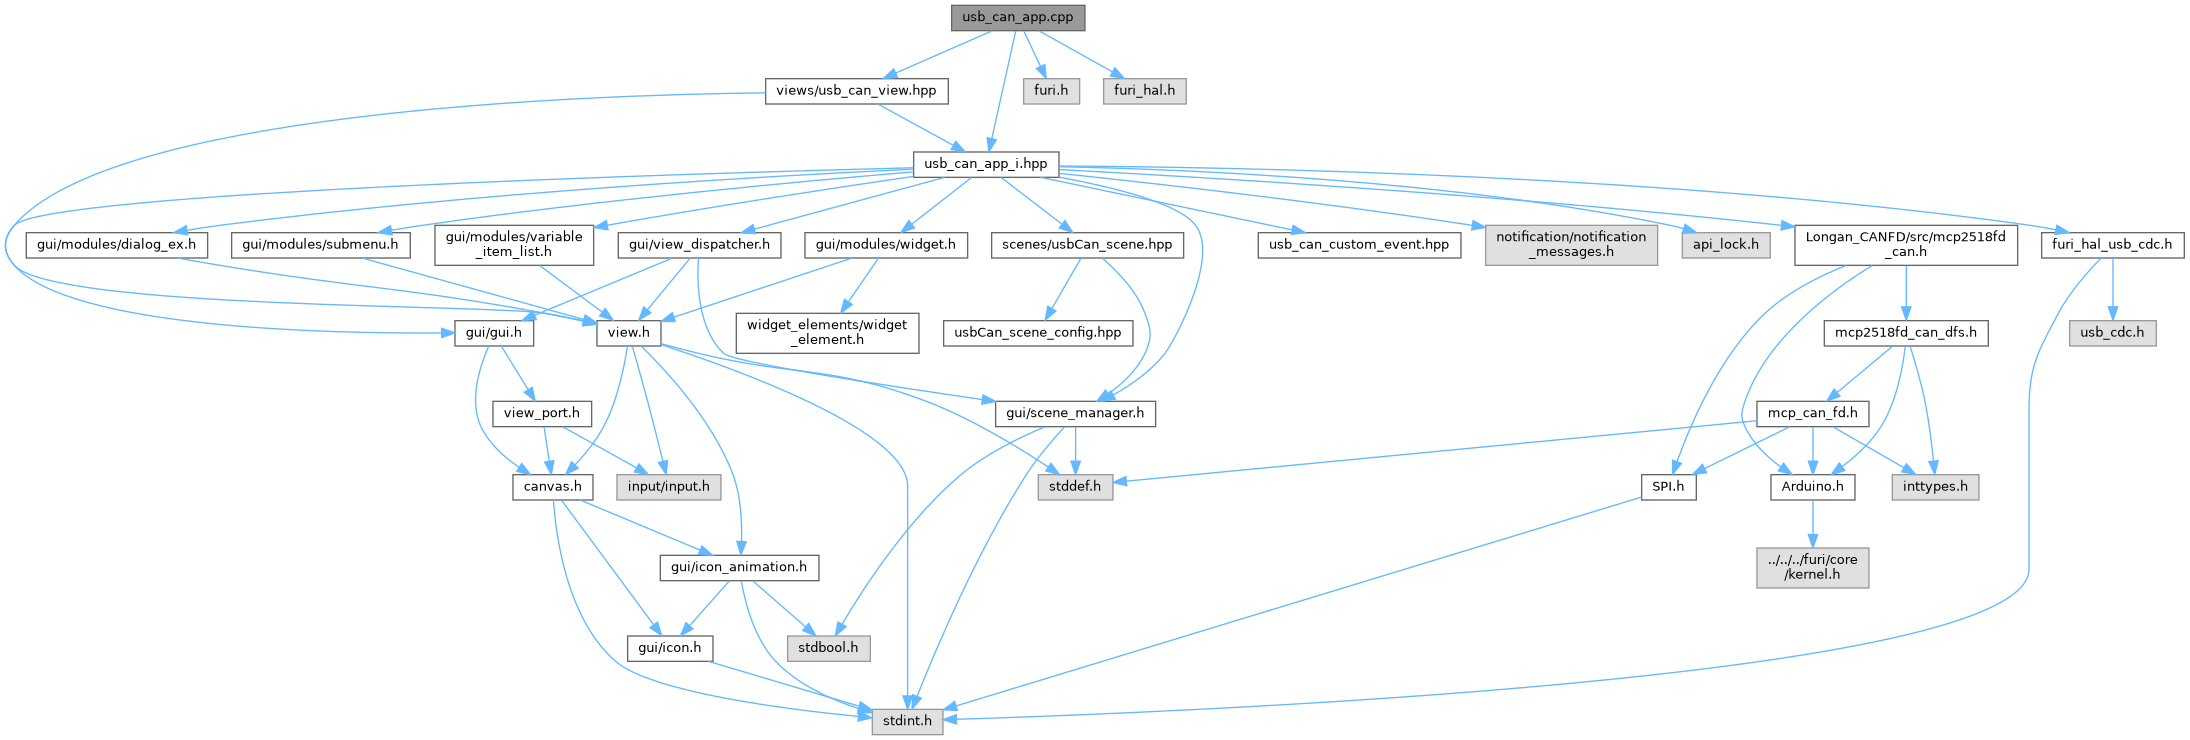 usb_can_app.cpp
views/usb_can_view.hpp
furi.h
furi_hal.h
usb_can_app_i.hpp
gui/modules/dialog_ex.h
gui/modules/submenu.h
gui/modules/variable
_item_list.h
gui/view_dispatcher.h
gui/modules/widget.h
scenes/usbCan_scene.hpp
usb_can_custom_event.hpp
notification/notification
_messages.h
api_lock.h
Longan_CANFD/src/mcp2518fd
_can.h
furi_hal_usb_cdc.h
gui/gui.h
view.h
widget_elements/widget
_element.h
usbCan_scene_config.hpp
mcp2518fd_can_dfs.h
usb_cdc.h
view_port.h
gui/scene_manager.h
mcp_can_fd.h
canvas.h
input/input.h
stddef.h
SPI.h
Arduino.h
inttypes.h
gui/icon_animation.h
../../../furi/core
/kernel.h
gui/icon.h
stdbool.h
stdint.h